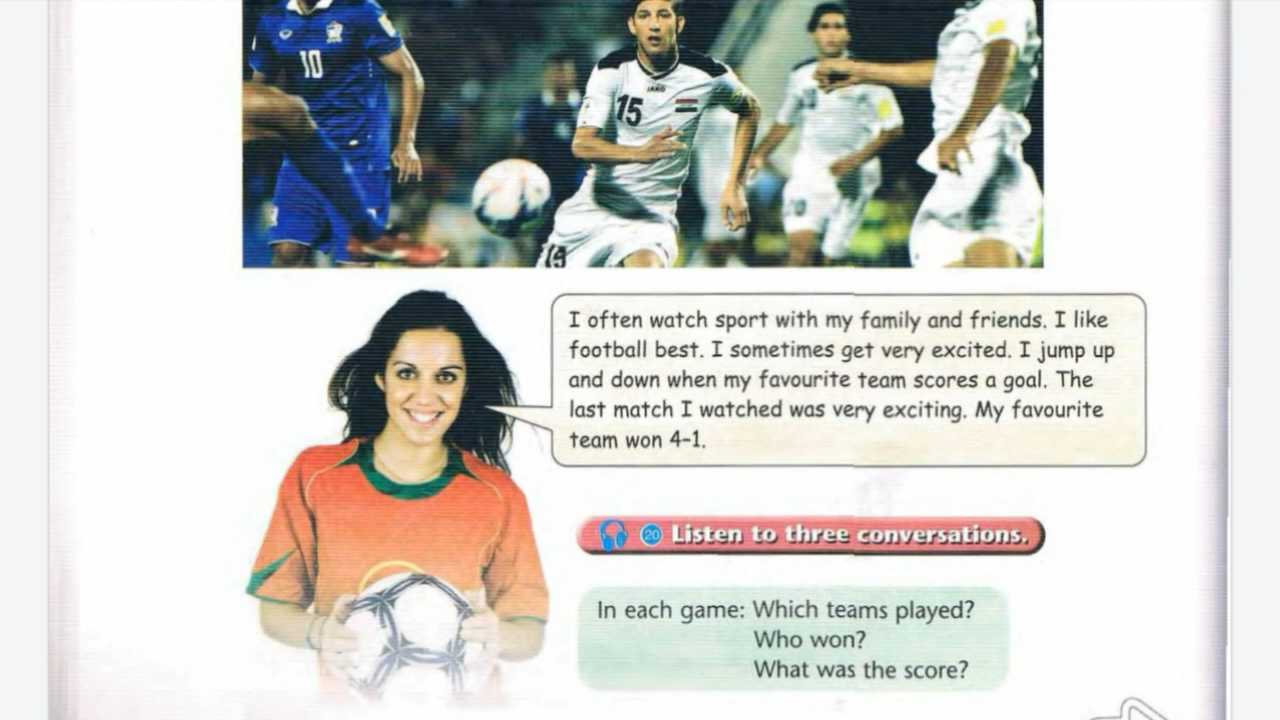 10
JAKO
15
15
I often watch sport with my family and friends. I like
football best. I sometimes get very excited. I jump up
and down when my favourite team scores a goal. The
last match I watched was very exciting. My favourite
team won 4–1.
20 Listen to three conversations.
In each game: Which teams played?
Who won?
What was the score?